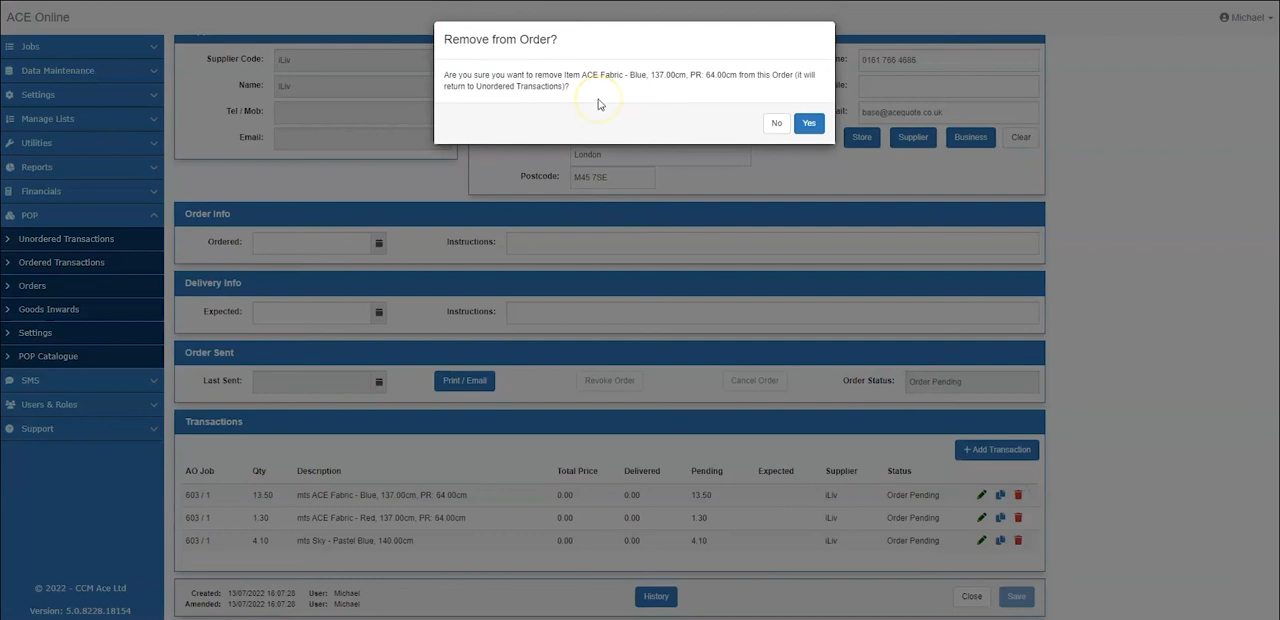 ACE Online
Michael
Jobs
Data Maintenance
Settings
Manage Lists
Utilities
Reports
Financials
POP
Unordered Transactions
Ordered Transactions
Orders
Goods Inwards
Settings
POP Catalogue
SMS
Users & Roles
Support
© 2022 - CCM Ace Ltd
Version: 5.0.8228.18154
Remove from Order?
Are you sure you want to remove Item ACE Fabric - Blue, 137.00cm, PR: 64.00cm from this Order (it will
return to Unordered Transactions)?
No Yes
Supplier Code: iLiv
Name: iLiv
Tel / Mob:
Email:
0161 766 4686
base@acequote.co.uk
Store Supplier Business Clear
London
Postcode: M45 7SE
Order Info
Ordered: Instructions:
Delivery Info
Expected: Instructions:
Order Sent
Last Sent: Print / Email Revoke Order Cancel Order Order Status: Order Pending
Transactions
+ Add Transaction
AO Job Qty Description Total Price Delivered Pending Expected Supplier Status
603 / 1 13.50 mts ACE Fabric - Blue, 137.00cm, PR: 64.00cm 0.00 0.00 13.50 iLiv Order Pending
603 / 1 1.30 mts ACE Fabric - Red, 137.00cm, PR: 64.00cm 0.00 0.00 1.30 iLiv Order Pending
603 / 1 4.10 mts Sky - Pastel Blue, 140.00cm 0.00 0.00 4.10 iLiv Order Pending
Created: 13/07/2022 16:07:28 User: Michael
Amended: 13/07/2022 16:07:28 User: Michael
History Close Save